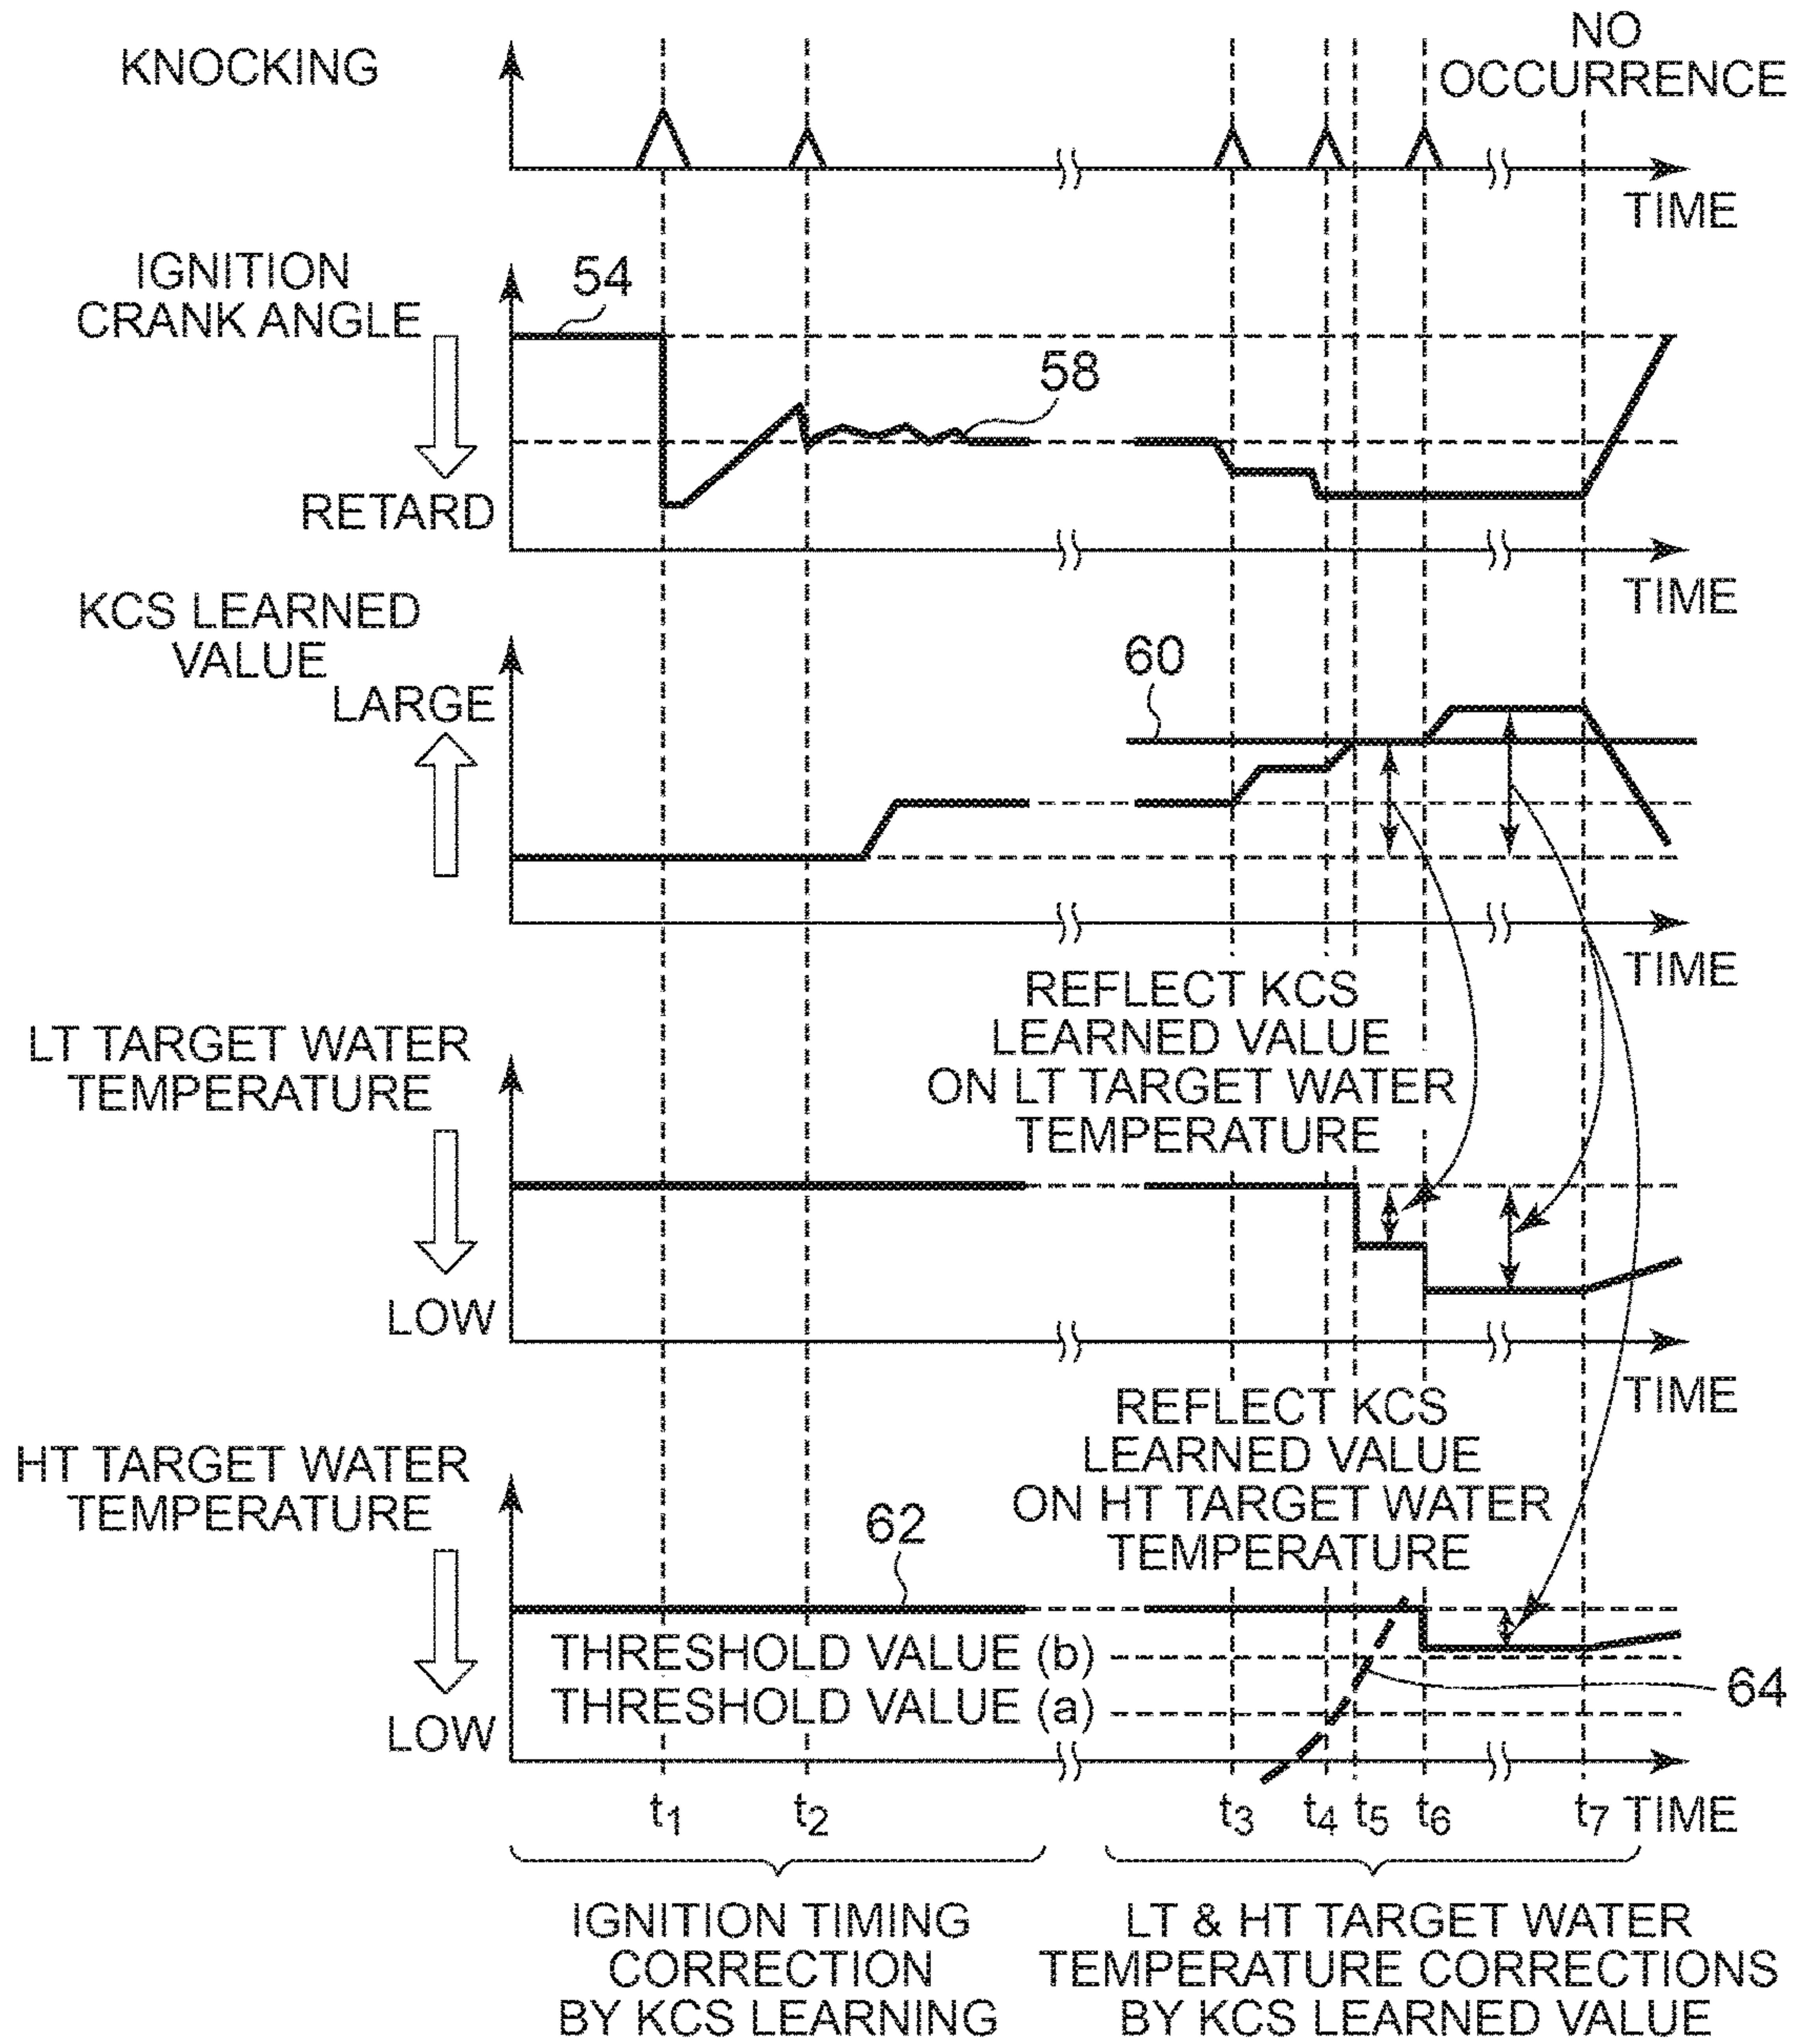 KNOCKING
NO
OCCURRENCE
TIME
IGNITION
CRANK ANGLE
54
58
RETARD
TIME
KCS LEARNED
VALUE
LARGE
60
TIME
REFLECT KCS
LEARNED VALUE
ON LT TARGET WATER
TEMPERATURE
LT TARGET WATER
TEMPERATURE
LOW
TIME
REFLECT KCS
LEARNED VALUE
ON HT TARGET WATER
TEMPERATURE
HT TARGET WATER
TEMPERATURE
62
THRESHOLD VALUE (b)
THRESHOLD VALUE (a)
64
LOW
t1 t2 t3 t4 t5 t6 t7 TIME
IGNITION TIMING
CORRECTION
BY KCS LEARNING
LT & HT TARGET WATER
TEMPERATURE CORRECTIONS
BY KCS LEARNED VALUE